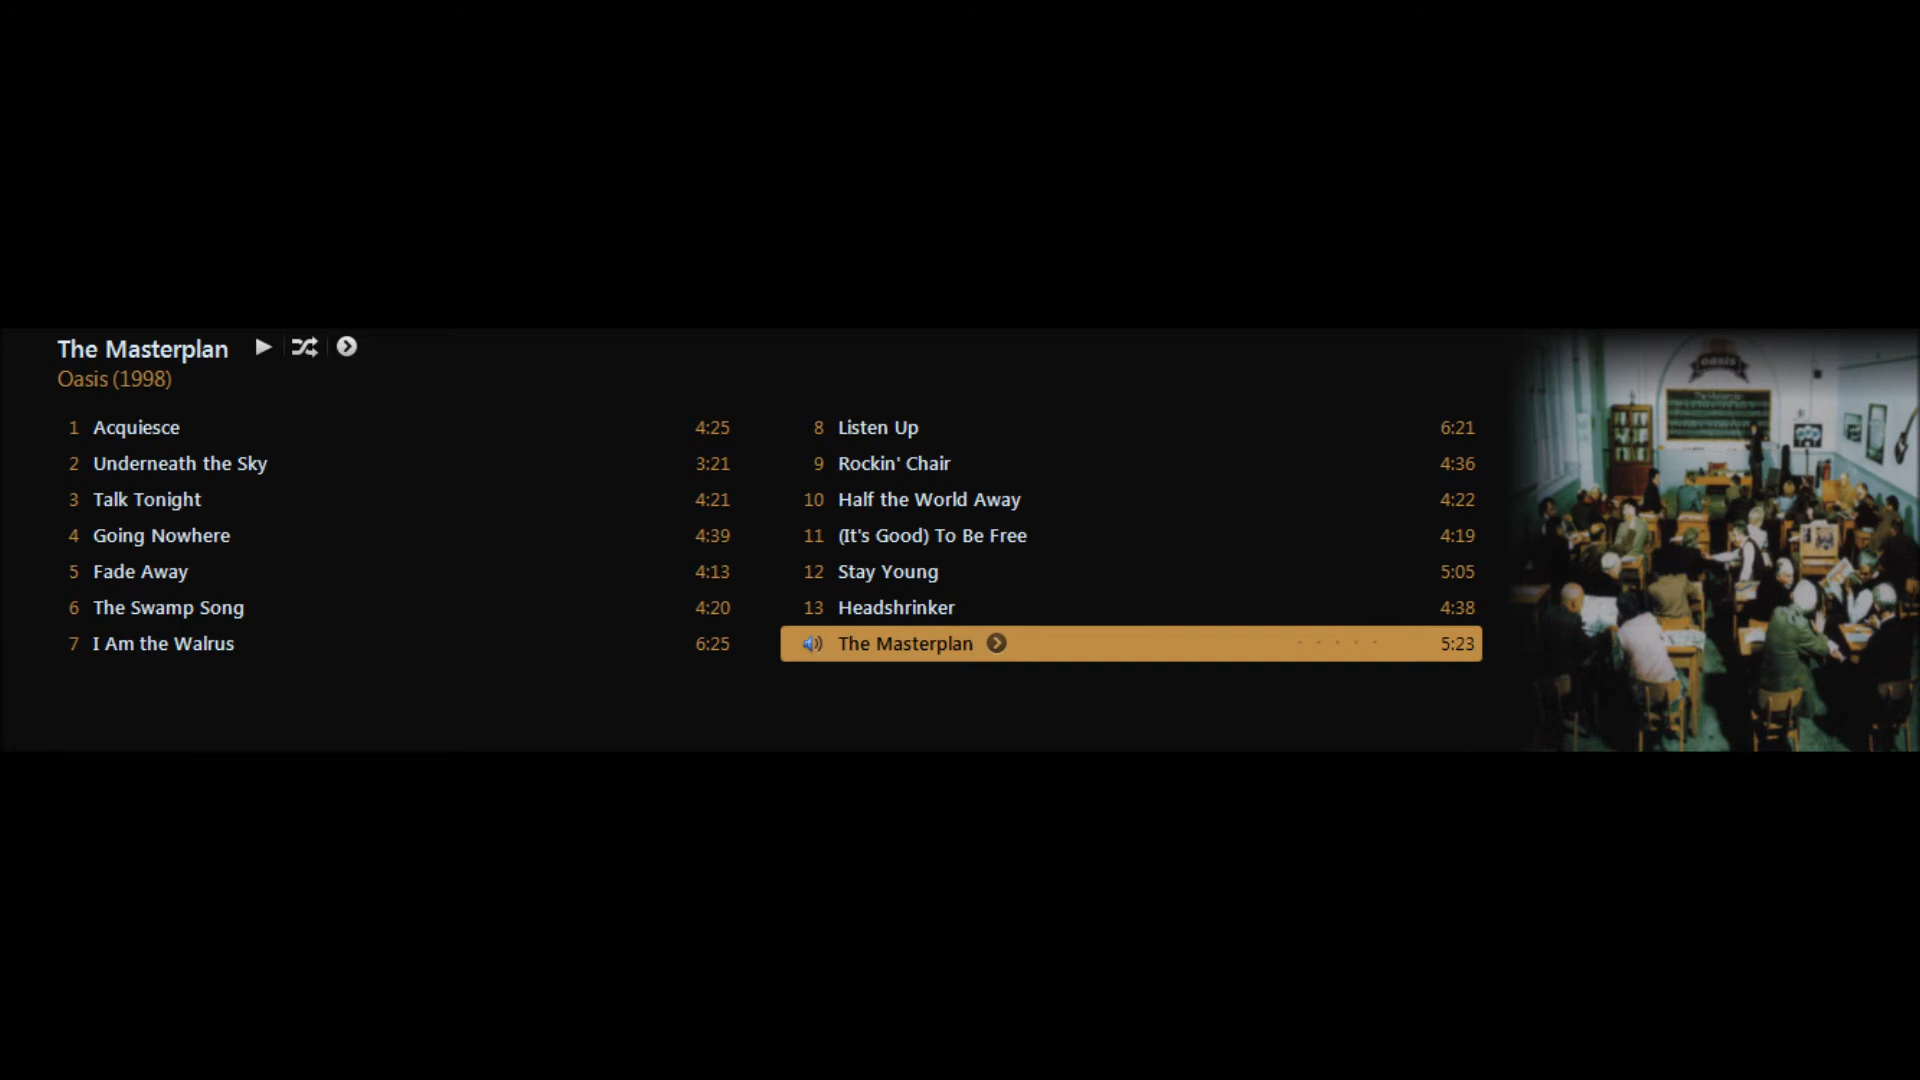 The Masterplan
Oasis (1998)
1 Acquiesce 4:25
2 Underneath the Sky 3:21
3 Talk Tonight 4:21
4 Going Nowhere 4:39
5 Fade Away 4:13
6 The Swamp Song 4:20
7 I Am the Walrus 6:25
8 Listen Up 6:21
9 Rockin' Chair 4:36
10 Half the World Away 4:22
11 (It's Good) To Be Free 4:19
12 Stay Young 5:05
13 Headshrinker 4:38
The Masterplan 5:23
oasis
The Masterplan